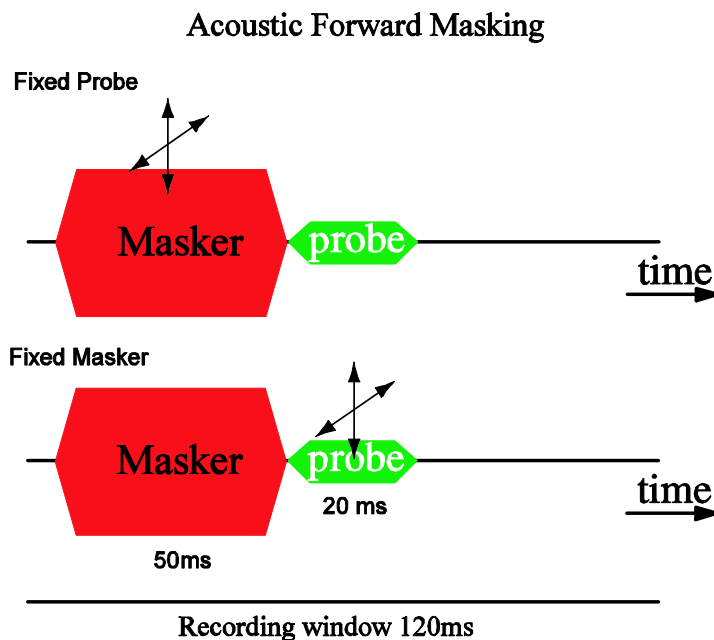 Acoustic Forward Masking
Fixed Probe
Masker
probe
time
Fixed Masker
Masker
probe
time
20 ms
50ms
Recording window 120ms